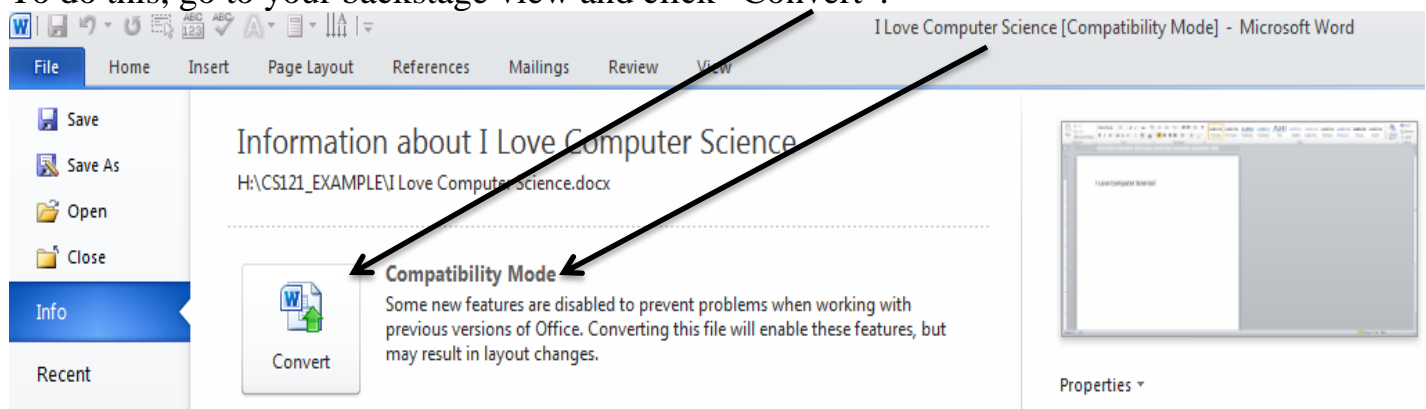 To do this, go to your backstage view and click "Convert".
I Love Computer Science [Compatibility Mode] - Microsoft Word
File Home Insert Page Layout References Mailings Review View
Save
Save As
Open
Close
Info
Recent
Information about I Love Computer Science
H:\CS121_EXAMPLE\I Love Computer Science.docx
Convert
Compatibility Mode
Some new features are disabled to prevent problems when working with
previous versions of Office. Converting this file will enable these features, but
may result in layout changes.
I Love Computer Science!
Properties